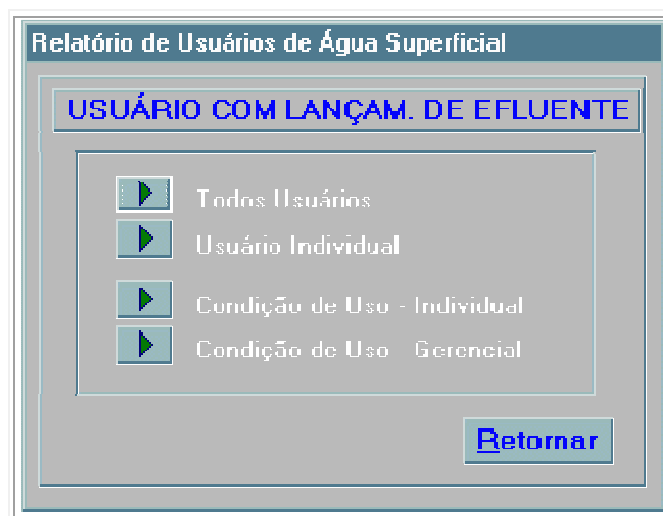 Relatório de Usuários de Água Superficial
USUÁRIO COM LANÇAM. DE EFLUENTE
Todos Usuários
Usuário Individual
Condição de Uso - Individual
Condição de Uso Gerencial
Retornar